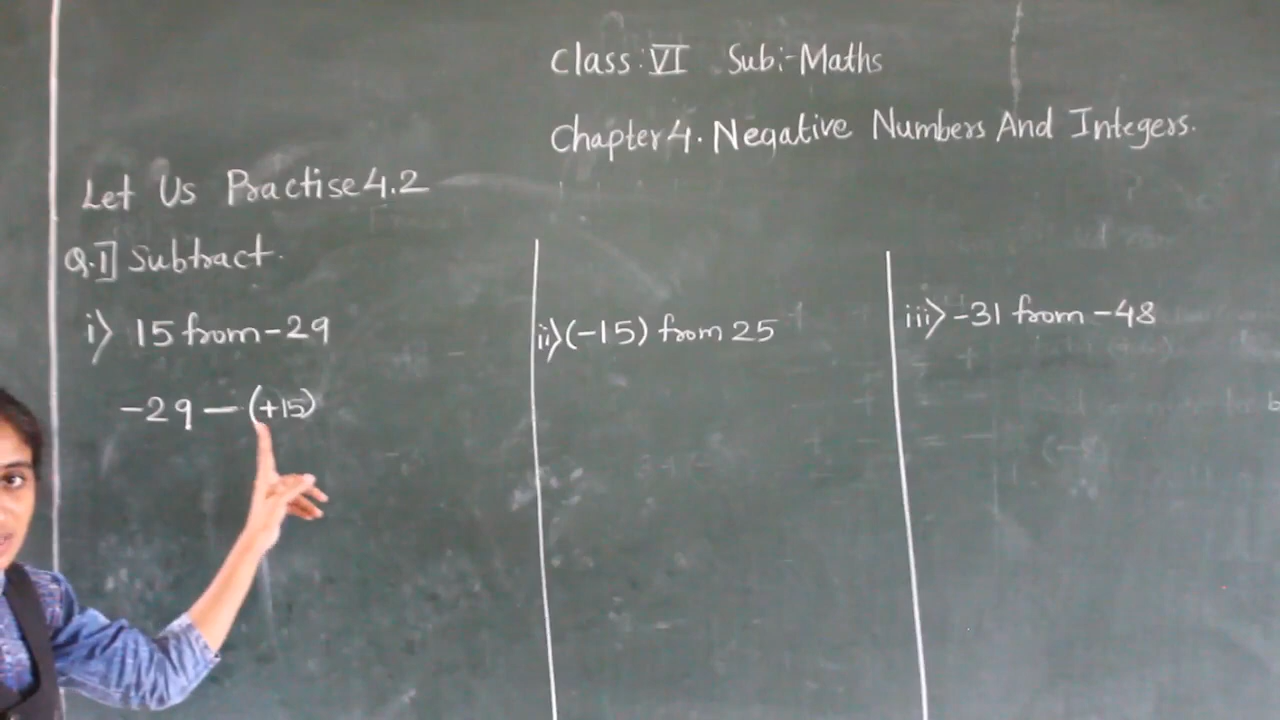 Class: VI Sub:-Maths
Chapter 4. Negative Numbers And Integers.
Let Us Practise 4.2
Q.1] Subtract.
i) 15 from -29
-29 - (+15)
ii) (-15) from 25
iii) -31 from -48